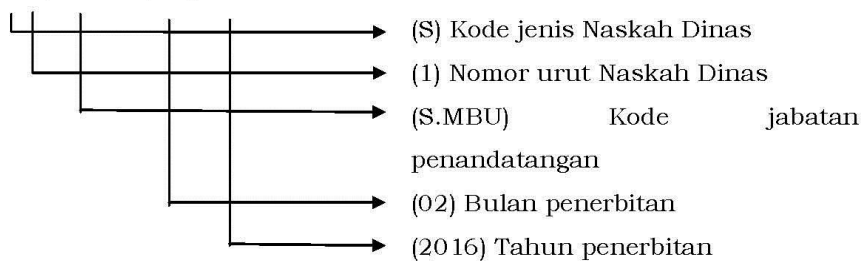 (S) Kode jenis Naskah Dinas
(1) Nomor urut Naskah Dinas
(S.MBU) Kode jabatan
penandatangan
(02) Bulan penerbitan
(2016) Tahun penerbitan